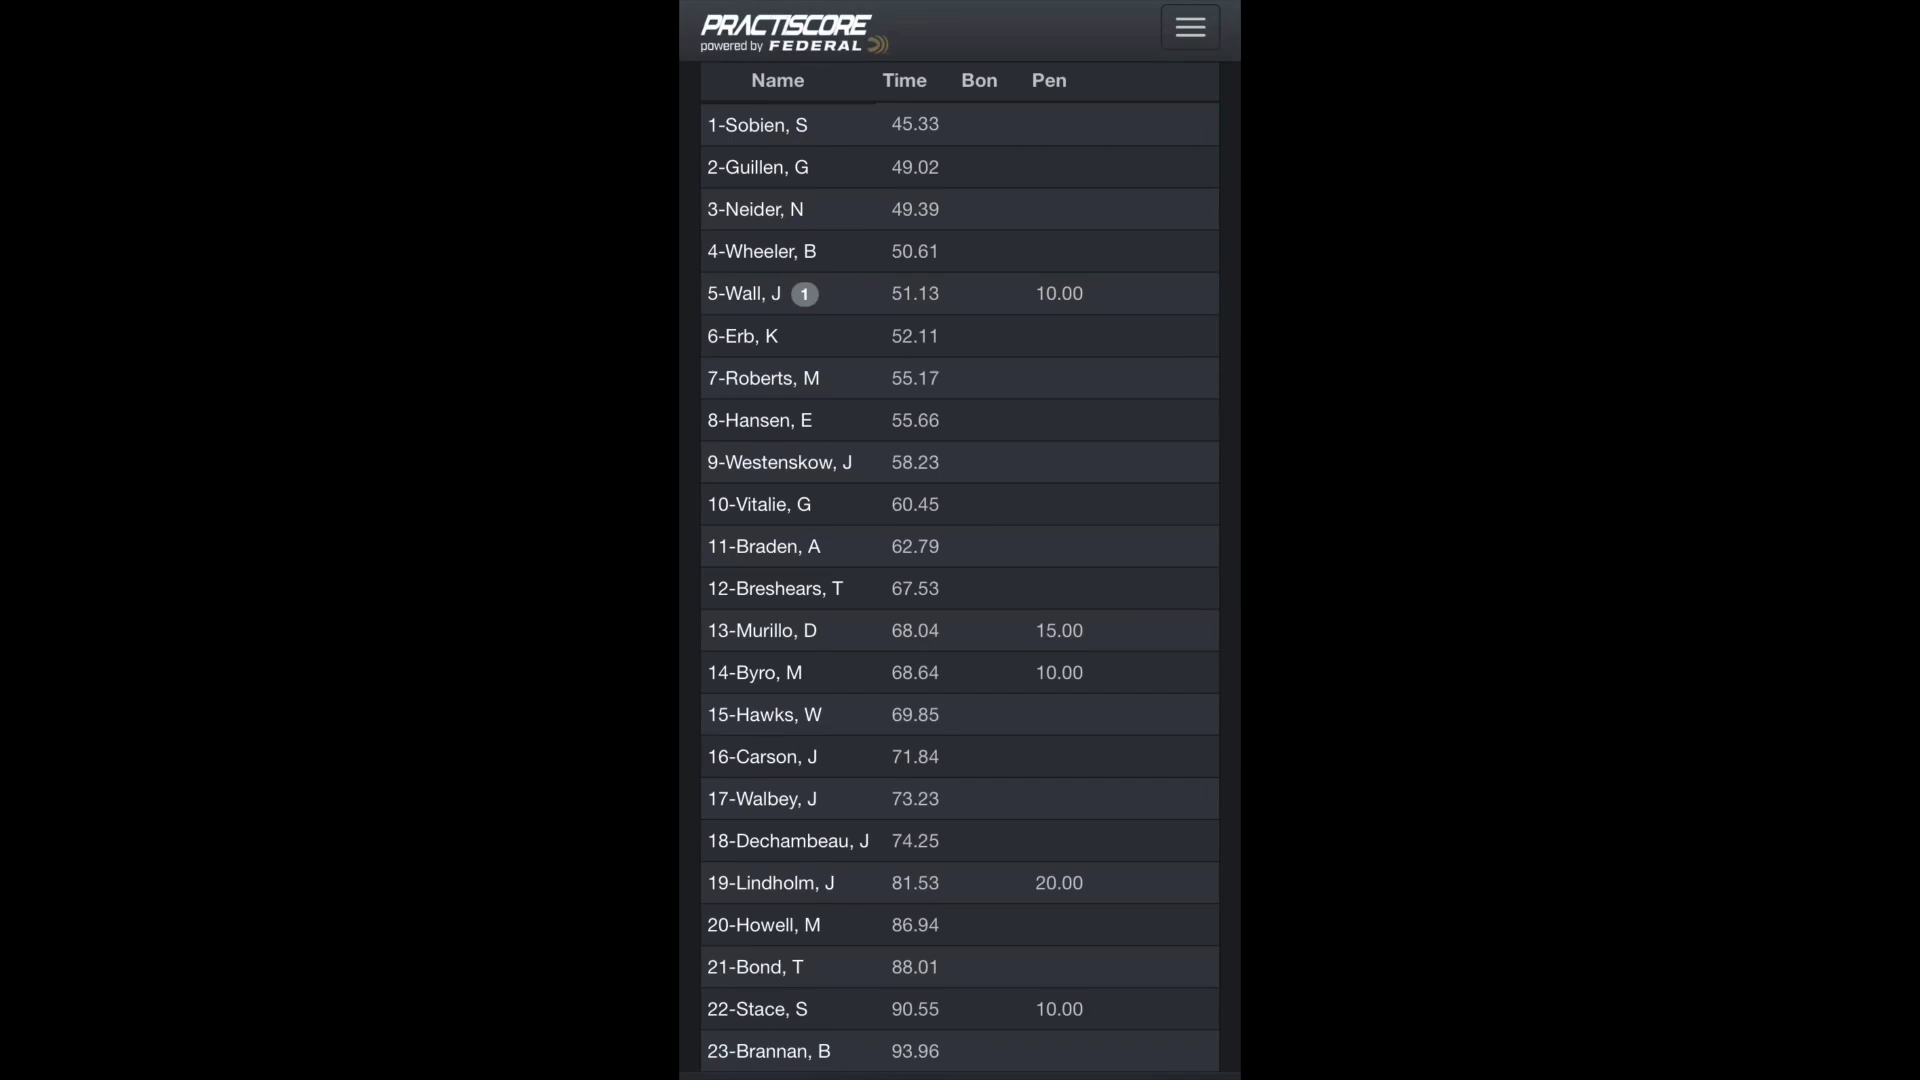 PRACTISCORE
powered by FEDERAL
Name Time Bon Pen
1-Sobien, S 45.33
2-Guillen, G 49.02
3-Neider, N 49.39
4-Wheeler, B 50.61
5-Wall, J 1 51.13 10.00
6-Erb, K 52.11
7-Roberts, M 55.17
8-Hansen, E 55.66
9-Westenskow, J 58.23
10-Vitalie, G 60.45
11-Braden, A 62.79
12-Breshears, T 67.53
13-Murillo, D 68.04 15.00
14-Byro, M 68.64 10.00
15-Hawks, W 69.85
16-Carson, J 71.84
17-Walbey, J 73.23
18-Dechambeau, J 74.25
19-Lindholm, J 81.53 20.00
20-Howell, M 86.94
21-Bond, T 88.01
22-Stace, S 90.55 10.00
23-Brannan, B 93.96